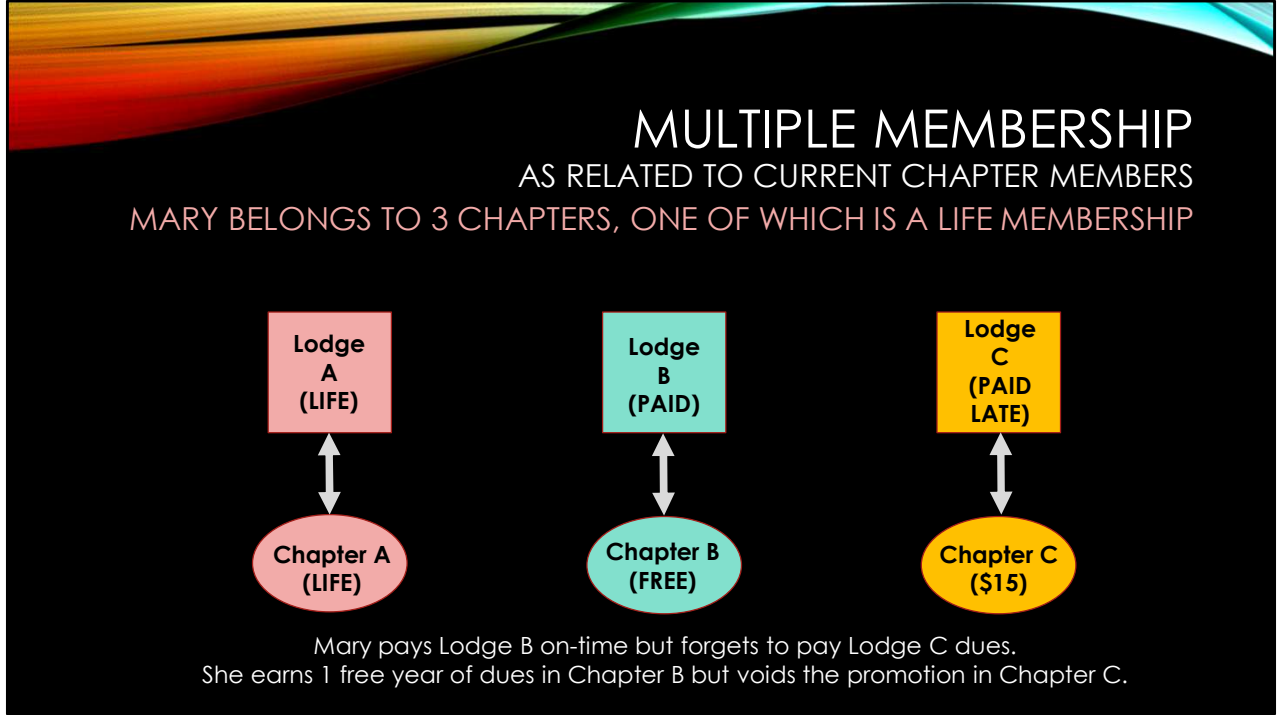 MULTIPLE MEMBERSHIP
AS RELATED TO CURRENT CHAPTER MEMBERS
MARY BELONGS TO 3 CHAPTERS, ONE OF WHICH IS A LIFE MEMBERSHIP
Lodge
A
(LIFE)
Lodge
B
(PAID)
Lodge
C
(PAID
LATE)
Chapter A
(LIFE)
Chapter B
(FREE)
Chapter C
($15)
Mary pays Lodge B on-time but forgets to pay Lodge C dues.
She earns 1 free year of dues in Chapter B but voids the promotion in Chapter C.